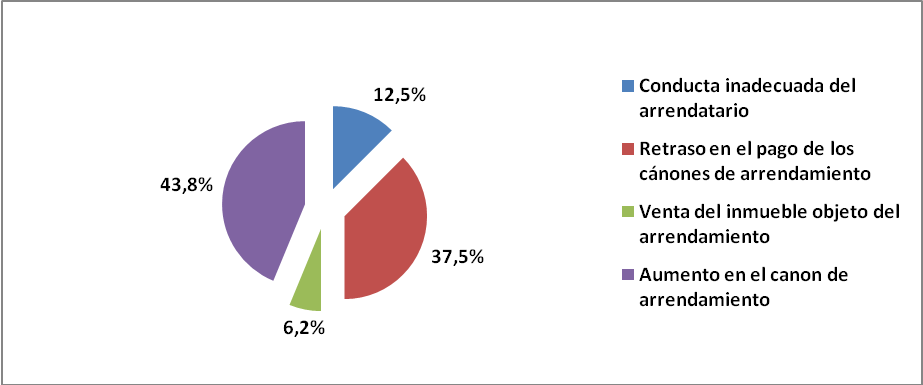 12,5%
37,5%
6,2%
43,8%
Conducta inadecuada del
arrendatario
Retraso en el pago de los
cánones de arrendamiento
Venta del inmueble objeto del
arrendamiento
Aumento en el canon de
arrendamiento